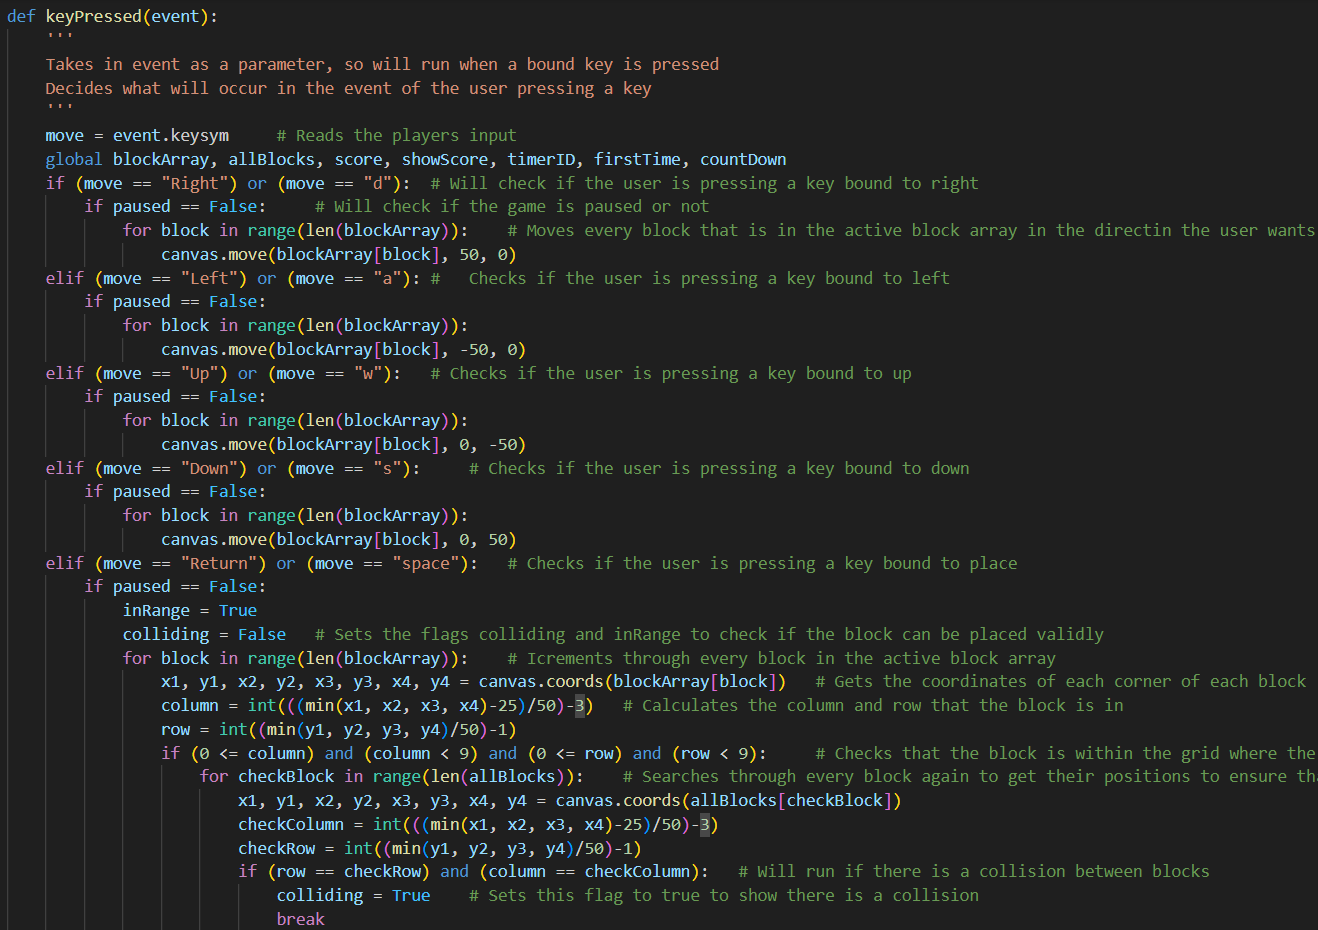 def keyPressed(event):
    '''
    Takes in event as a parameter, so will run when a bound key is pressed
    Decides what will occur in the event of the user pressing a key
    '''
    move = event.keysym     # Reads the players input
    global blockArray, allBlocks, score, showScore, timerID, firstTime, countDown
    if (move == "Right") or (move == "d"):  # Will check if the user is pressing a key bound to right
        if paused == False:     # Will check if the game is paused or not
            for block in range(len(blockArray)):    # Moves every block that is in the active block array in the directin the user wants
                canvas.move(blockArray[block], 50, 0)
    elif (move == "Left") or (move == "a"): #   Checks if the user is pressing a key bound to left
        if paused == False:
            for block in range(len(blockArray)):
                canvas.move(blockArray[block], -50, 0)
    elif (move == "Up") or (move == "w"):   # Checks if the user is pressing a key bound to up
        if paused == False:
            for block in range(len(blockArray)):
                canvas.move(blockArray[block], 0, -50)
    elif (move == "Down") or (move == "s"):     # Checks if the user is pressing a key bound to down
        if paused == False:
            for block in range(len(blockArray)):
                canvas.move(blockArray[block], 0, 50)
    elif (move == "Return") or (move == "space"):   # Checks if the user is pressing a key bound to place
        if paused == False:
            inRange = True
            colliding = False   # Sets the flags colliding and inRange to check if the block can be placed validly
            for block in range(len(blockArray)):    # Icrements through every block in the active block array
                x1, y1, x2, y2, x3, y3, x4, y4 = canvas.coords(blockArray[block])   # Gets the coordinates of each corner of each block
                column = int(((min(x1, x2, x3, x4)-25)/50)-3)   # Calculates the column and row that the block is in
                row = int((min(y1, y2, y3, y4)/50)-1)
                if (0 <= column) and (column < 9) and (0 <= row) and (row < 9):     # Checks that the block is within the grid where the
                    for checkBlock in range(len(allBlocks)):    # Searches through every block again to get their positions to ensure
                        x1, y1, x2, y2, x3, y3, x4, y4 = canvas.coords(allBlocks[checkBlock])
                        checkColumn = int(((min(x1, x2, x3, x4)-25)/50)-3)
                        checkRow = int((min(y1, y2, y3, y4)/50)-1)
                        if (row == checkRow) and (column == checkColumn):   # Will run if there is a collision between blocks
                            colliding = True    # Sets this flag to true to show there is a collision
                            break